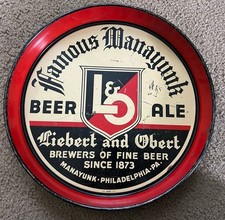 Famous Manayunk
L&O
BEER ALE
Liebert and Obert
BREWERS OF FINE BEER
SINCE 1873
MANAYUNK · PHILADELPHIA · PA.